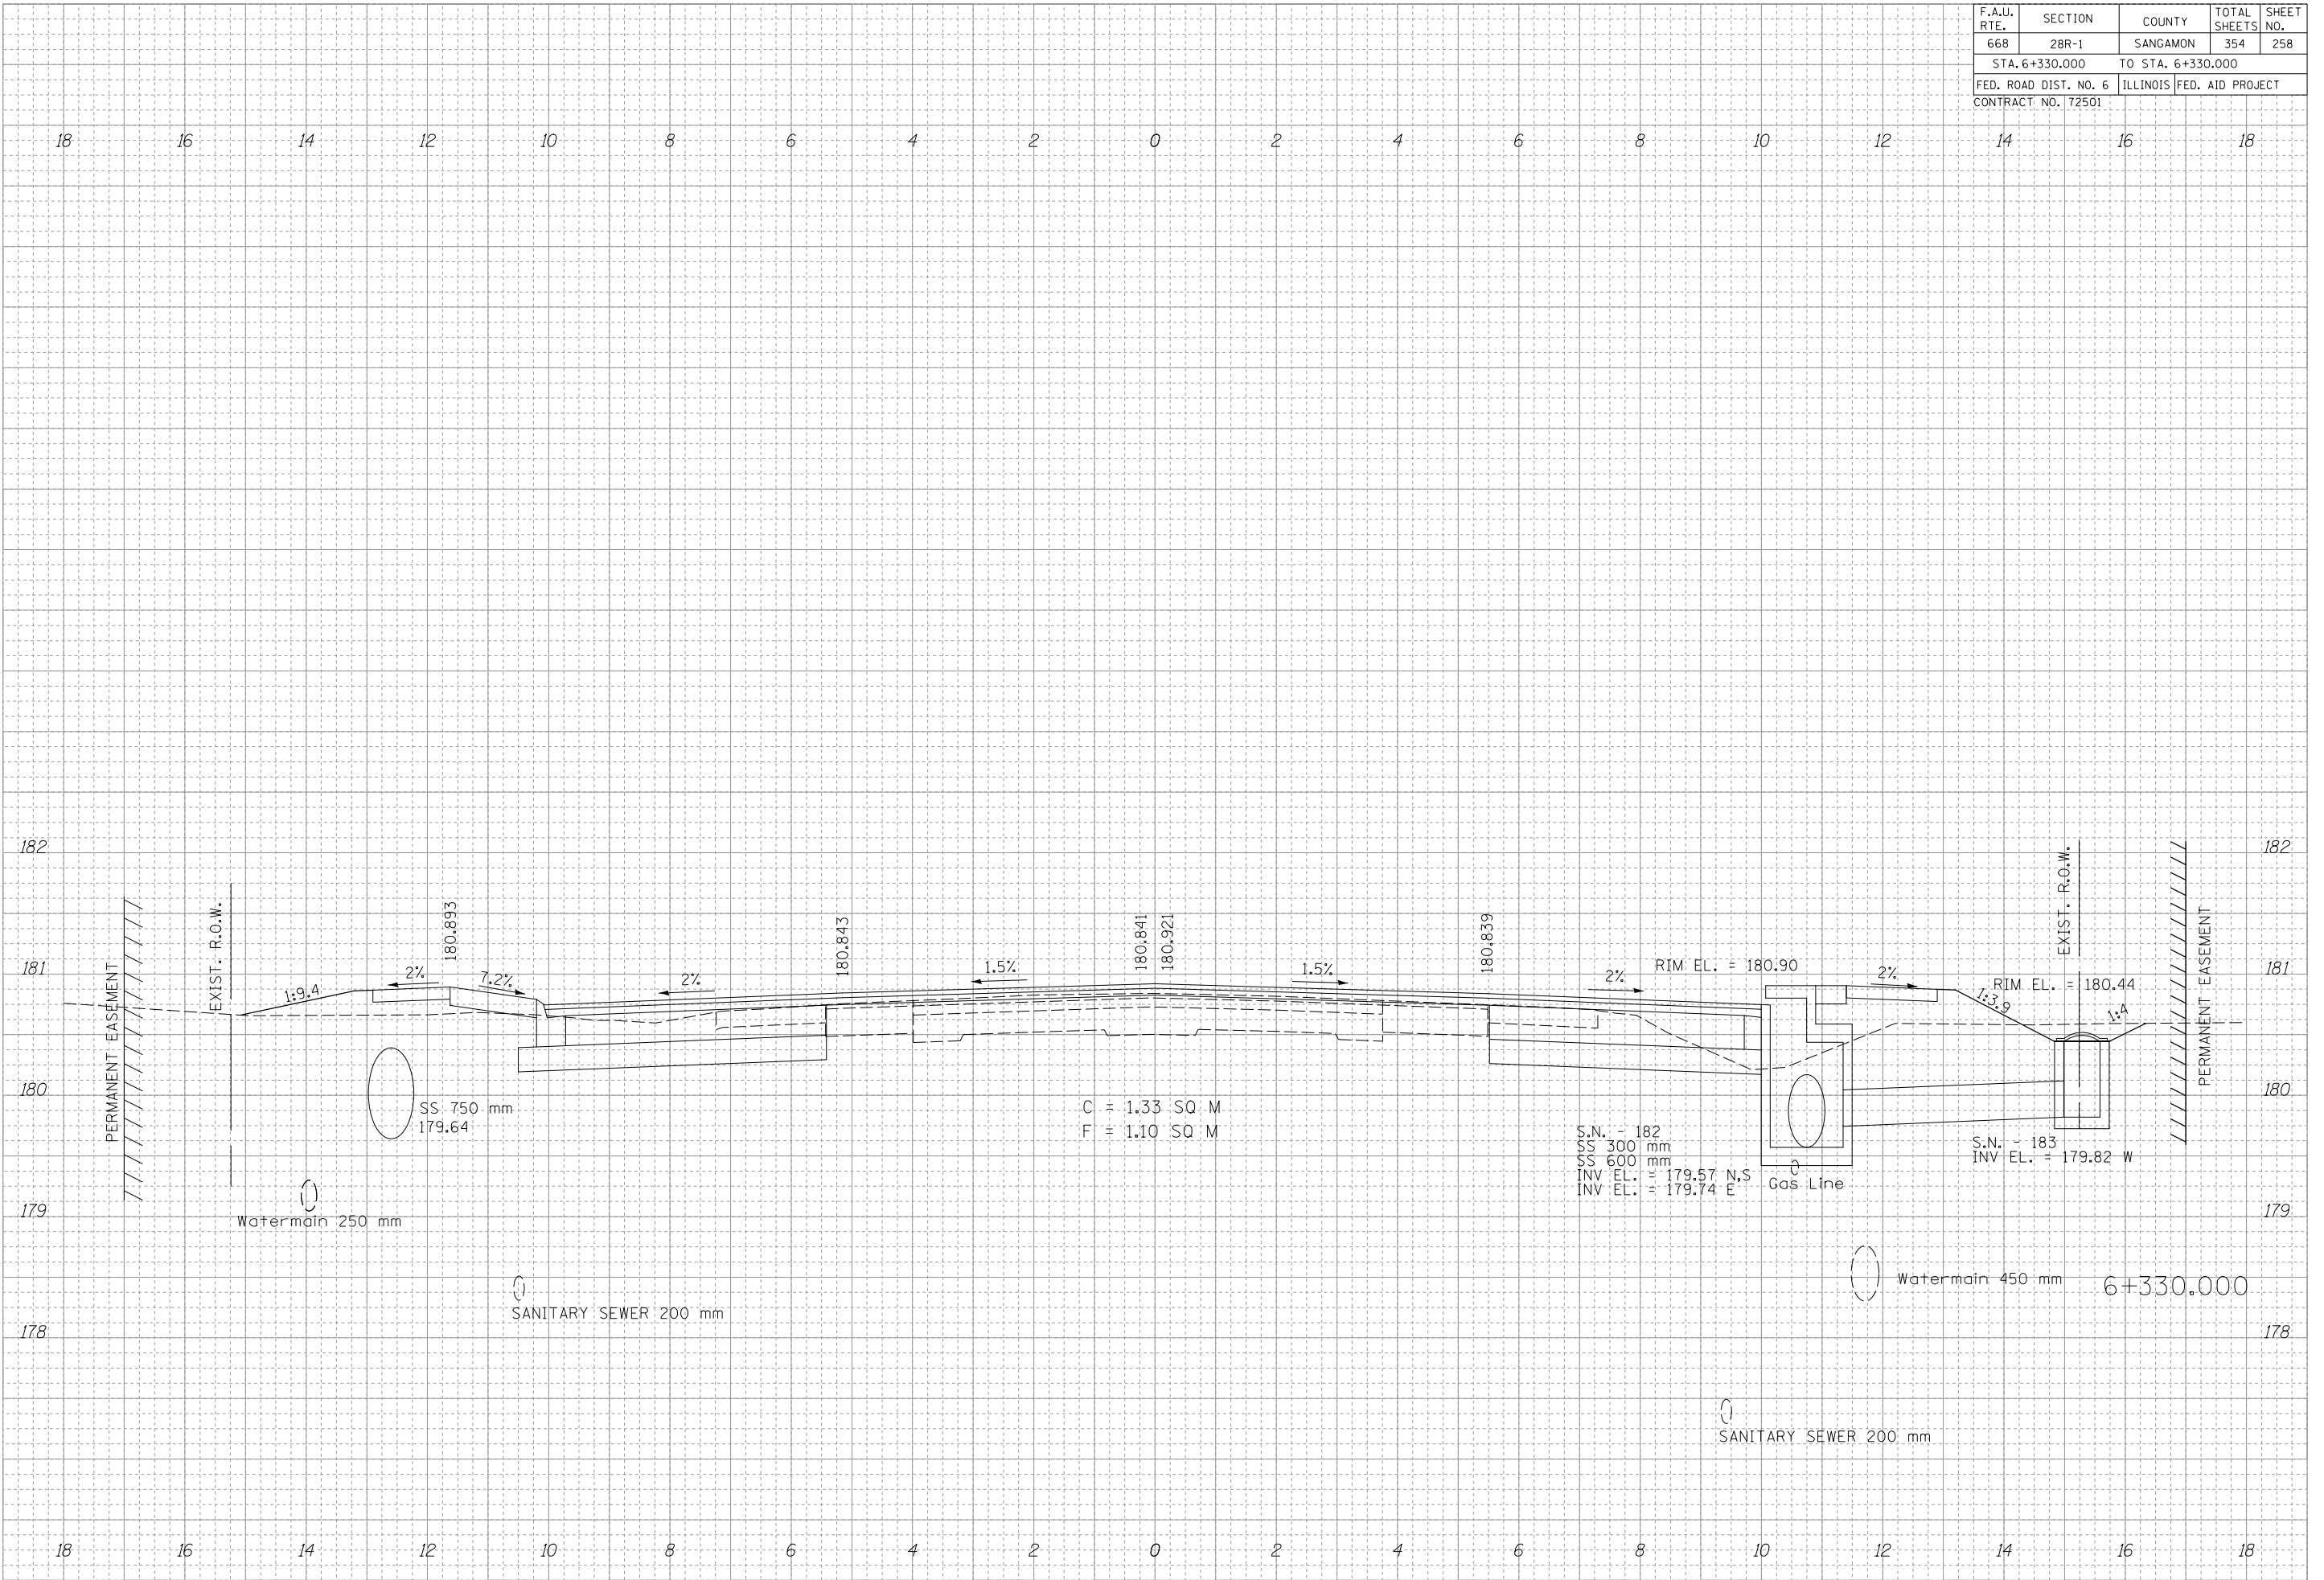 F.A.U. RTE. SECTION COUNTY TOTAL SHEETS SHEET NO.
668 28R-1 SANGAMON 354 258
STA. 6+330.000 TO STA. 6+330.000
FED. ROAD DIST. NO. 6 ILLINOIS FED. AID PROJECT
CONTRACT NO. 72501
18 16 14 12 10 8 6 4 2 0 2 4 6 8 10 12 14 16 18
182 182
EXIST. R.O.W.
EXIST. R.O.W.
PERMANENT EASEMENT
PERMANENT EASEMENT
180.893
180.843
180.841
180.921
180.839
181 181
1:9.4
2%
7.2%
2%
1.5%
1.5%
2%
RIM EL. = 180.90
2%
RIM EL. = 180.44
1:3.9
1:4
180 180
SS 750 mm
179.64
C = 1.33 SQ M
F = 1.10 SQ M
S.N. - 182
SS 300 mm
SS 600 mm
INV EL. = 179.57 N,S
INV EL. = 179.74 E
Gas Line
S.N. - 183
INV EL. = 179.82 W
179 179
Watermain 250 mm
Watermain 450 mm
6+330.000
SANITARY SEWER 200 mm
178 178
SANITARY SEWER 200 mm
18 16 14 12 10 8 6 4 2 0 2 4 6 8 10 12 14 16 18